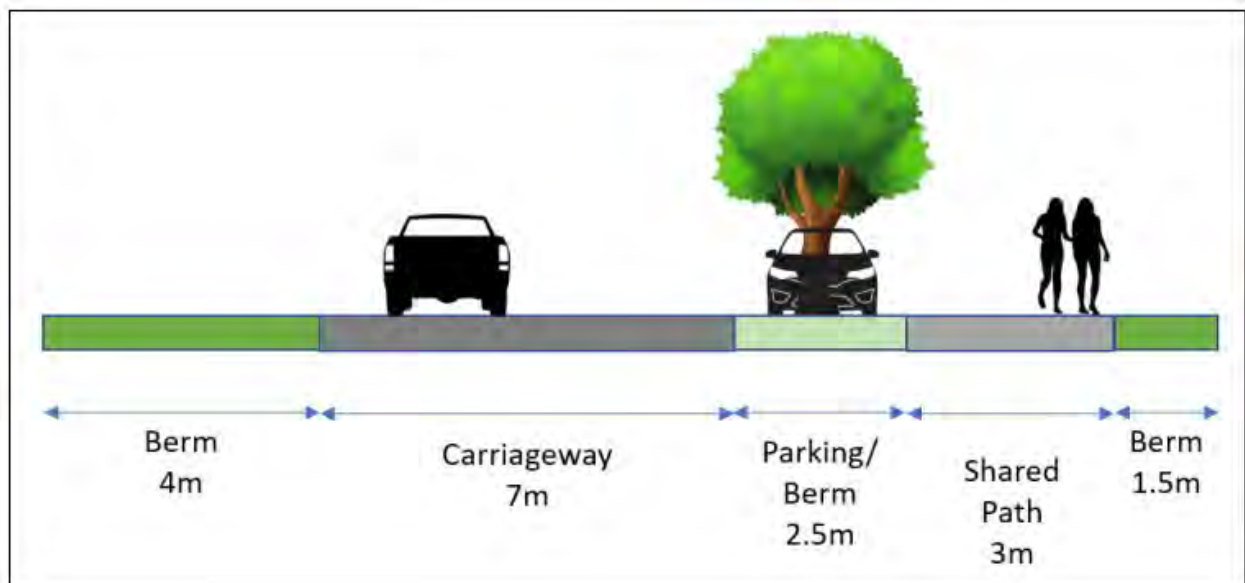 Berm
4m
Carriageway
7m
Parking/
Berm
2.5m
Shared
Path
3m
Berm
1.5m